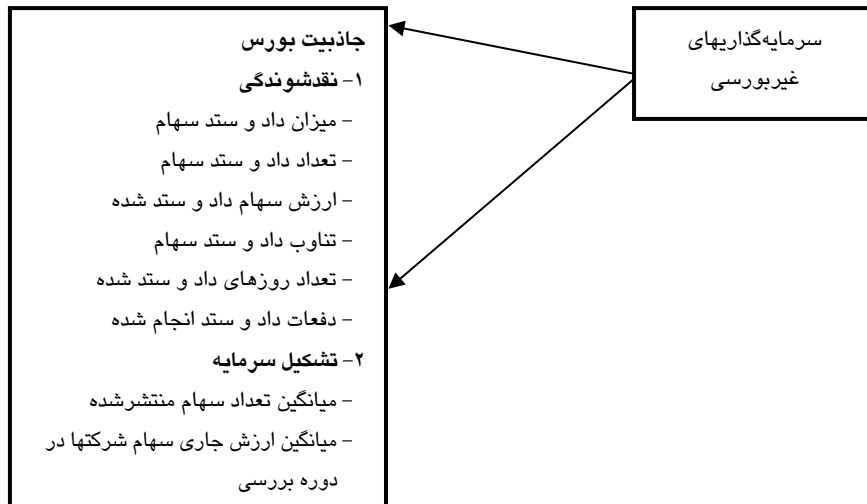 سرمایه‌گذاریهای
غیربورسی
جاذبیت بورس
۱- نقدشوندگی
- میزان داد و ستد سهام
- تعداد داد و ستد سهام
- ارزش سهام داد و ستد شده
- تناوب داد و ستد سهام
- تعداد روزهای داد و ستد شده
- دفعات داد و ستد انجام شده
۲- تشکیل سرمایه
- میانگین تعداد سهام منتشرشده
- میانگین ارزش جاری سهام شرکتها در
دوره بررسی